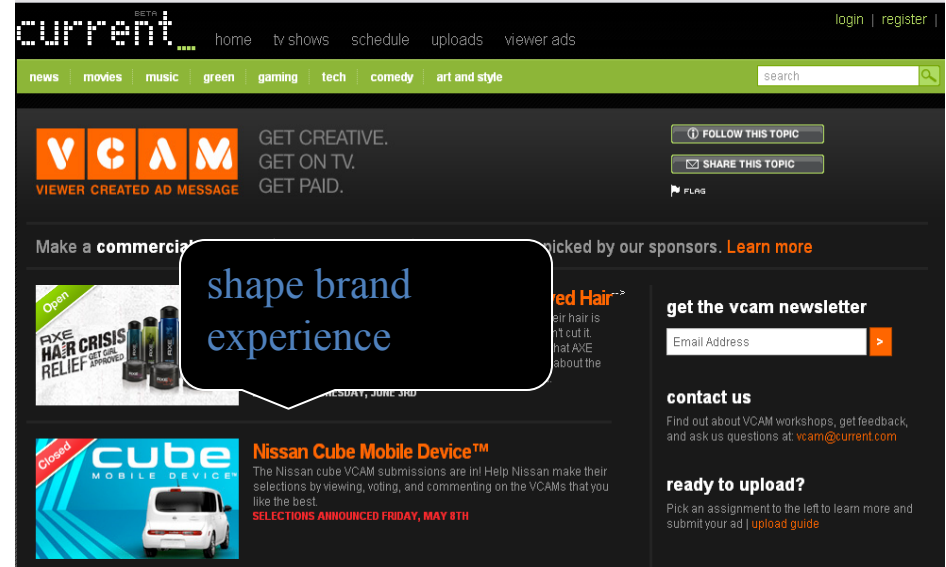 BETA
current_
home tv shows schedule uploads viewer ads
login | register |
news movies music green gaming tech comedy art and style
search
VCAM
VIEWER CREATED AD MESSAGE
GET CREATIVE.
GET ON TV.
GET PAID.
FOLLOW THIS TOPIC
SHARE THIS TOPIC
FLAG
Make a commercial picked by our sponsors. Learn more
shape brand
experience
Open
AXE
HAIR CRISIS
RELIEF GET GIRL APPROVED
Hair-->
hair is
cut it.
AXE
about the
JUNE 3RD
Closed
cube
MOBILE DEVICE™
Nissan Cube Mobile Device™
The Nissan cube VCAM submissions are in! Help Nissan make their
selections by viewing, voting, and commenting on the VCAMs that you
like the best.
SELECTIONS ANNOUNCED FRIDAY, MAY 8TH
get the vcam newsletter
Email Address >
contact us
Find out about VCAM workshops, get feedback,
and ask us questions at: vcam@current.com
ready to upload?
Pick an assignment to the left to learn more and
submit your ad | upload guide